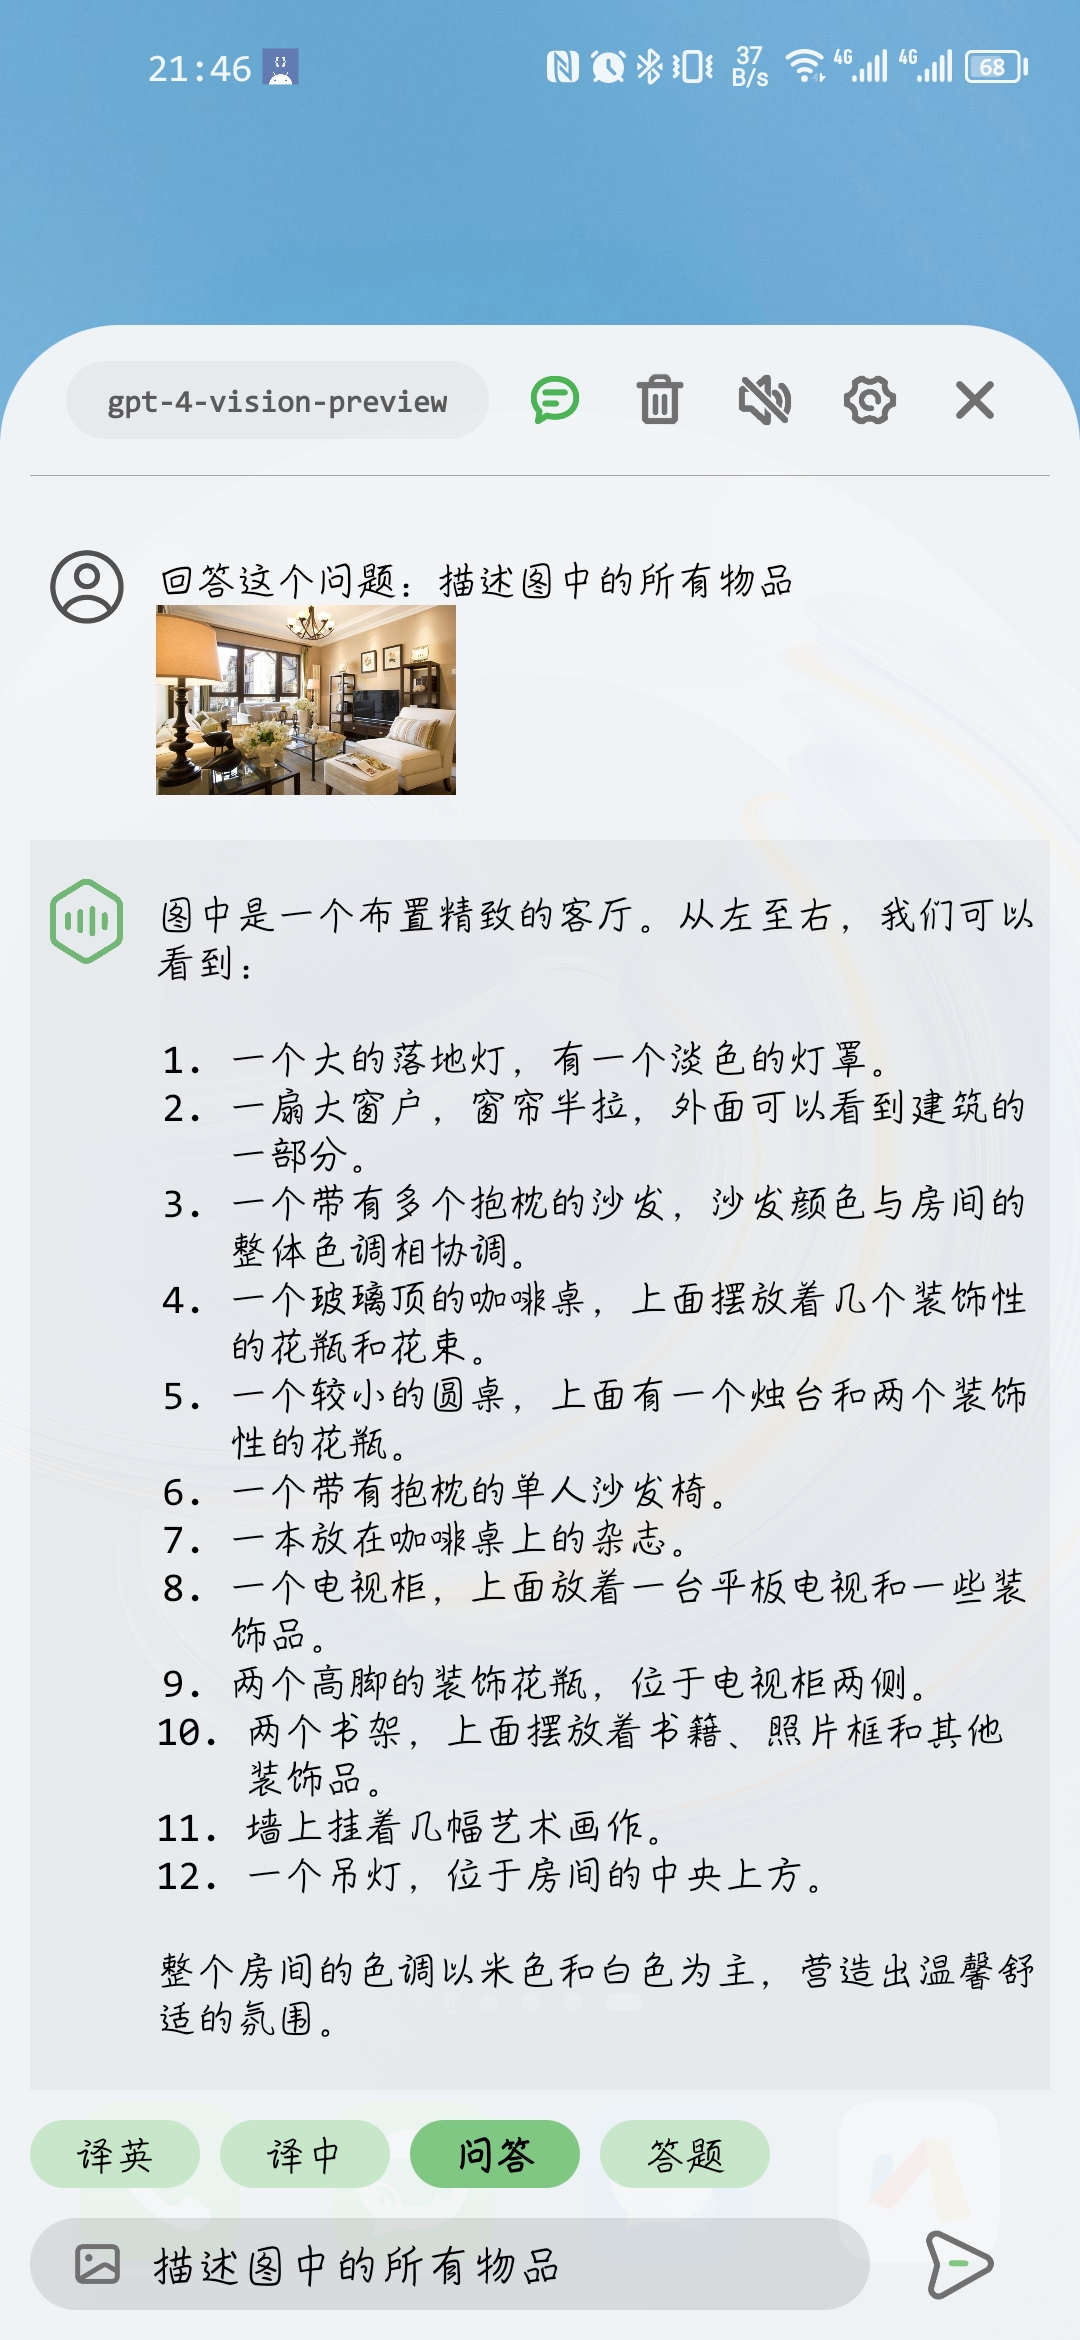 21:46
37
B/s
4G
4G
68
gpt-4-vision-preview
回答这个问题：描述图中的所有物品
图中是一个布置精致的客厅。从左至右，我们可以
看到：
1. 一个大的落地灯，有一个淡色的灯罩。
2. 一扇大窗户，窗帘半拉，外面可以看到建筑的
一部分。
3. 一个带有多个抱枕的沙发，沙发颜色与房间的
整体色调相协调。
4. 一个玻璃顶的咖啡桌，上面摆放着几个装饰性
的花瓶和花束。
5. 一个较小的圆桌，上面有一个烛台和两个装饰
性的花瓶。
6. 一个带有抱枕的单人沙发椅。
7. 一本放在咖啡桌上的杂志。
8. 一个电视柜，上面放着一台平板电视和一些装
饰品。
9. 两个高脚的装饰花瓶，位于电视柜两侧。
10. 两个书架，上面摆放着书籍、照片框和其他
装饰品。
11. 墙上挂着几幅艺术画作。
12. 一个吊灯，位于房间的中央上方。
整个房间的色调以米色和白色为主，营造出温馨舒
适的氛围。
译英
译中
问答
答题
描述图中的所有物品